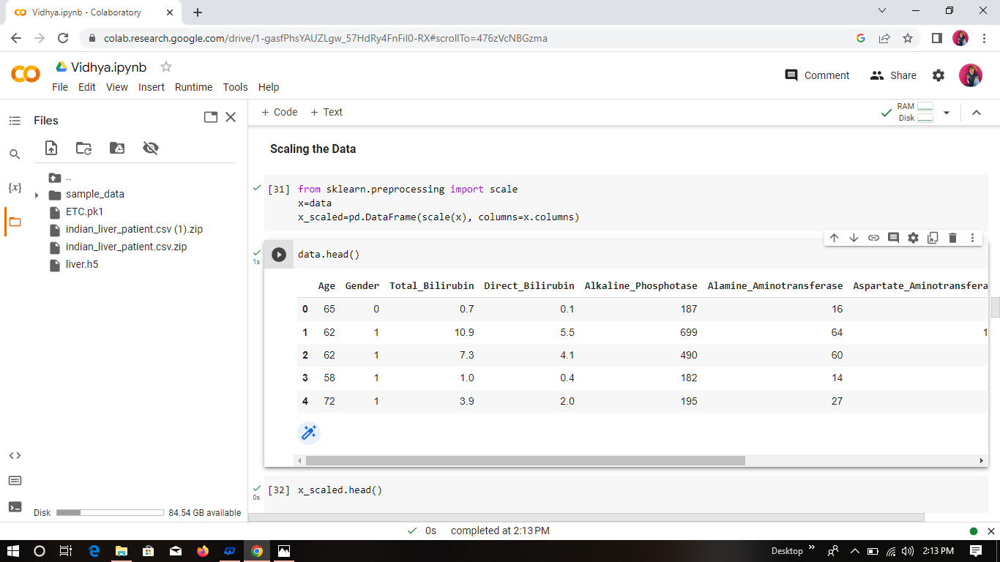 Vidhya.ipynb - Colaboratory
colab.research.google.com/drive/1-gasfPhsYAUZLgw_57HdRy4FnFil0-RX#scrollTo=476zVcNBGzma
Vidhya.ipynb
File Edit View Insert Runtime Tools Help
Comment
Share
Files
+ Code + Text
RAM
Disk
..
sample_data
ETC.pk1
indian_liver_patient.csv (1).zip
indian_liver_patient.csv.zip
liver.h5
{x}
Disk 84.54 GB available
Scaling the Data
[31] from sklearn.preprocessing import scale
x=data
x_scaled=pd.DataFrame(scale(x), columns=x.columns)
1s
data.head()
Age Gender Total_Bilirubin Direct_Bilirubin Alkaline_Phosphotase Alamine_Aminotransferase Aspartate_Aminotransfera
0 65 0 0.7 0.1 187 16
1 62 1 10.9 5.5 699 64 1
2 62 1 7.3 4.1 490 60
3 58 1 1.0 0.4 182 14
4 72 1 3.9 2.0 195 27
[32] x_scaled.head()
0s
0s completed at 2:13 PM
Desktop
2:13 PM